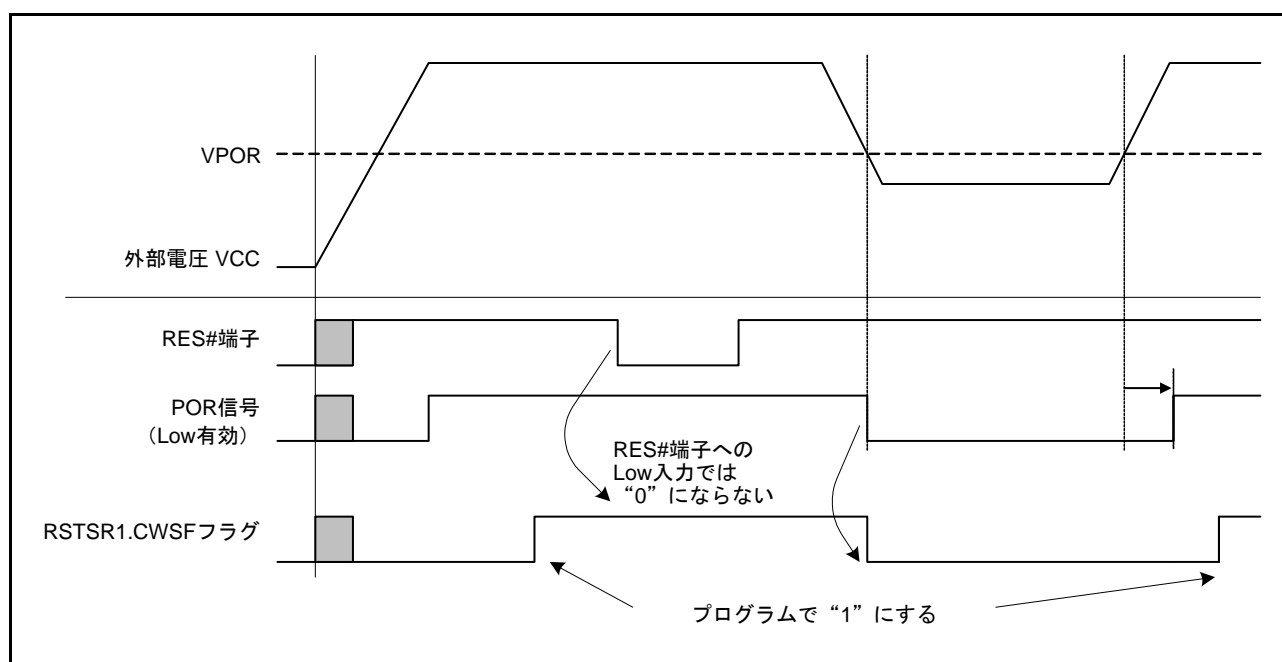 VPOR
外部電圧 VCC
RES#端子
POR信号
（Low有効）
RES#端子への
Low入力では
“0”にならない
RSTSR1.CWSFフラグ
プログラムで“1”にする